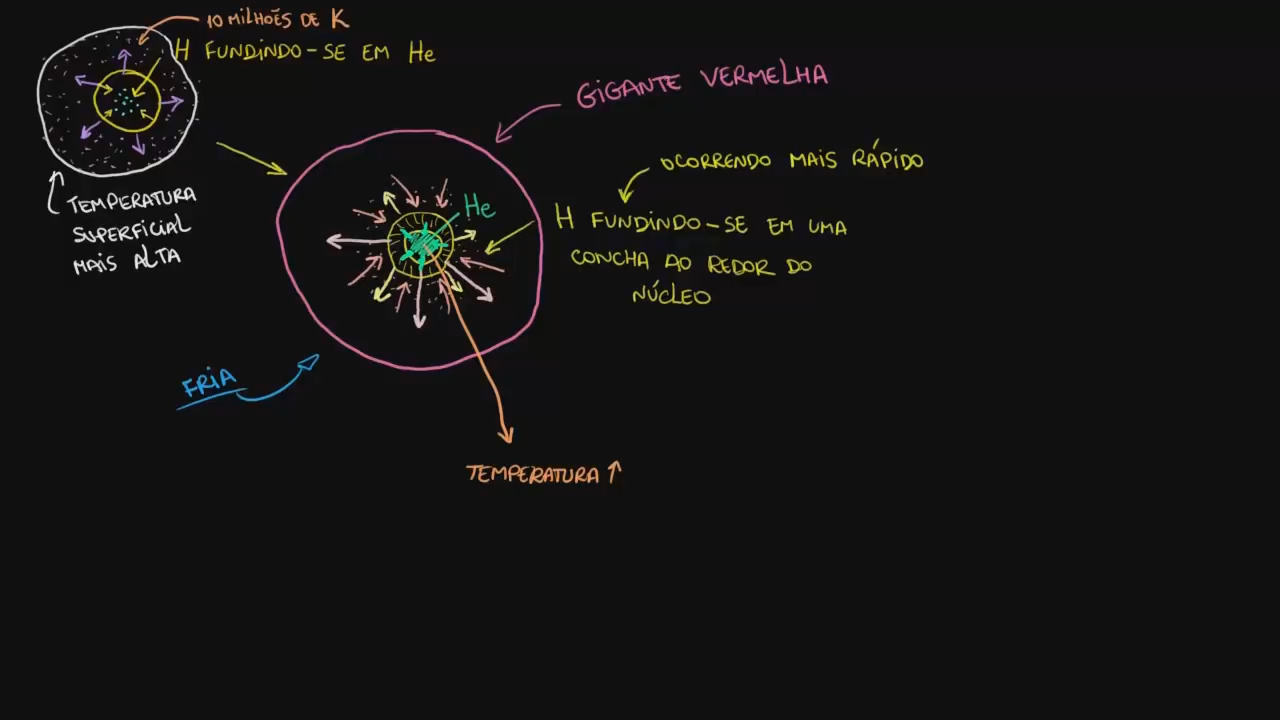 10 MILHÕES DE K
H FUNDINDO-SE EM He
TEMPERATURA
SUPERFICIAL
MAIS ALTA
GIGANTE VERMELHA
OCORRENDO MAIS RÁPIDO
He
H FUNDINDO-SE EM UMA
CONCHA AO REDOR DO
NÚCLEO
FRIA
TEMPERATURA ↑